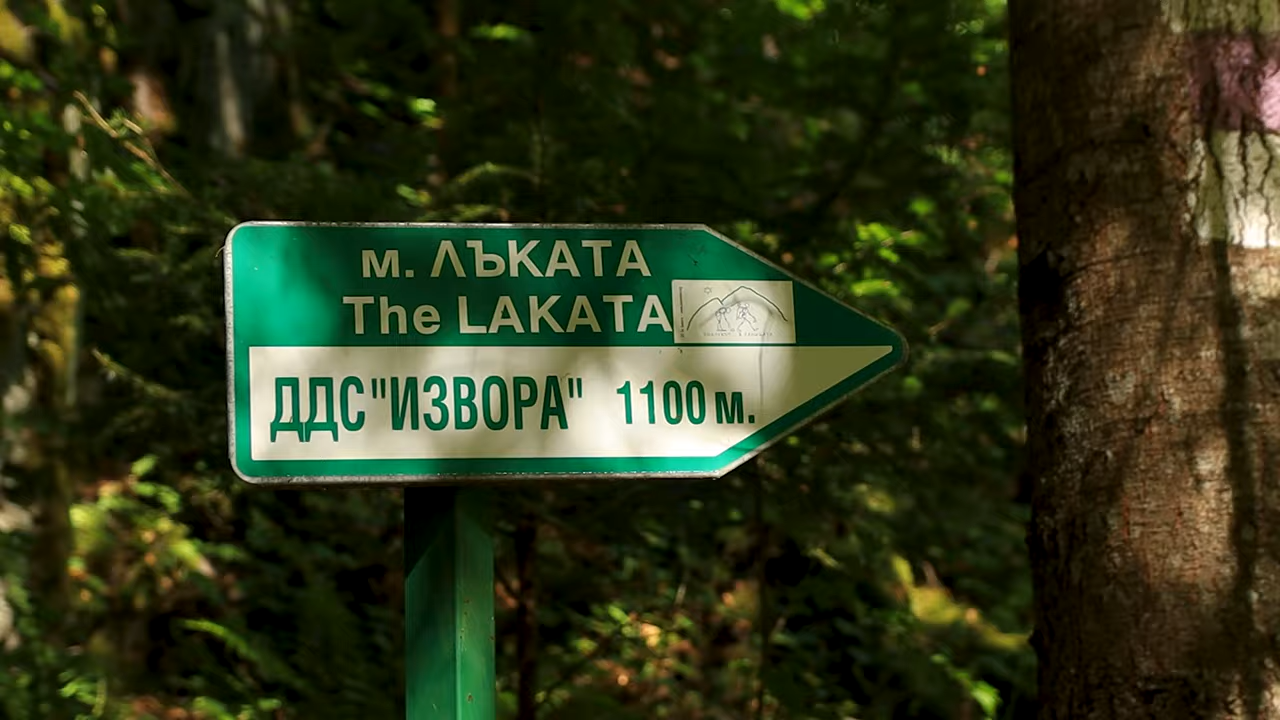 м. ЛЪКАТА
The LAKATA
ДДС"ИЗВОРА" 1100 м.